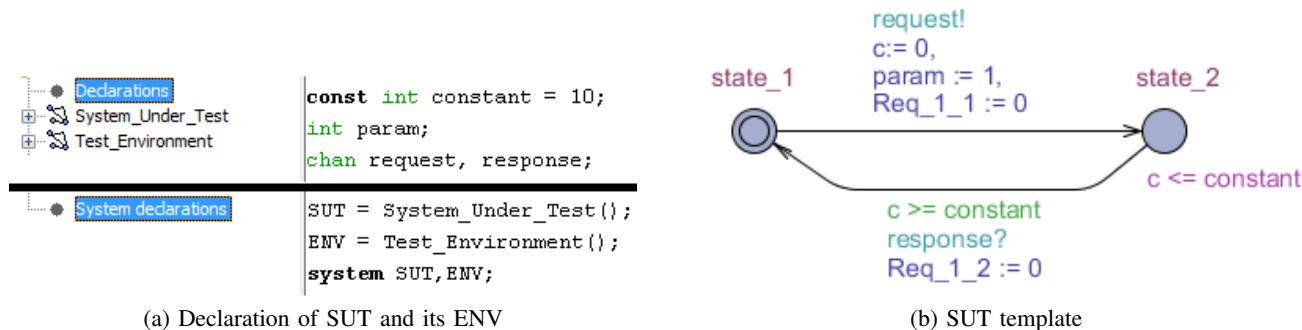 Declarations
System_Under_Test
Test_Environment
const int constant = 10;
int param;
chan request, response;
System declarations
SUT = System_Under_Test();
ENV = Test_Environment();
system SUT,ENV;
(a) Declaration of SUT and its ENV
request!
c:= 0,
param := 1,
Req_1_1 := 0
state_1
state_2
c <= constant
c >= constant
response?
Req_1_2 := 0
(b) SUT template